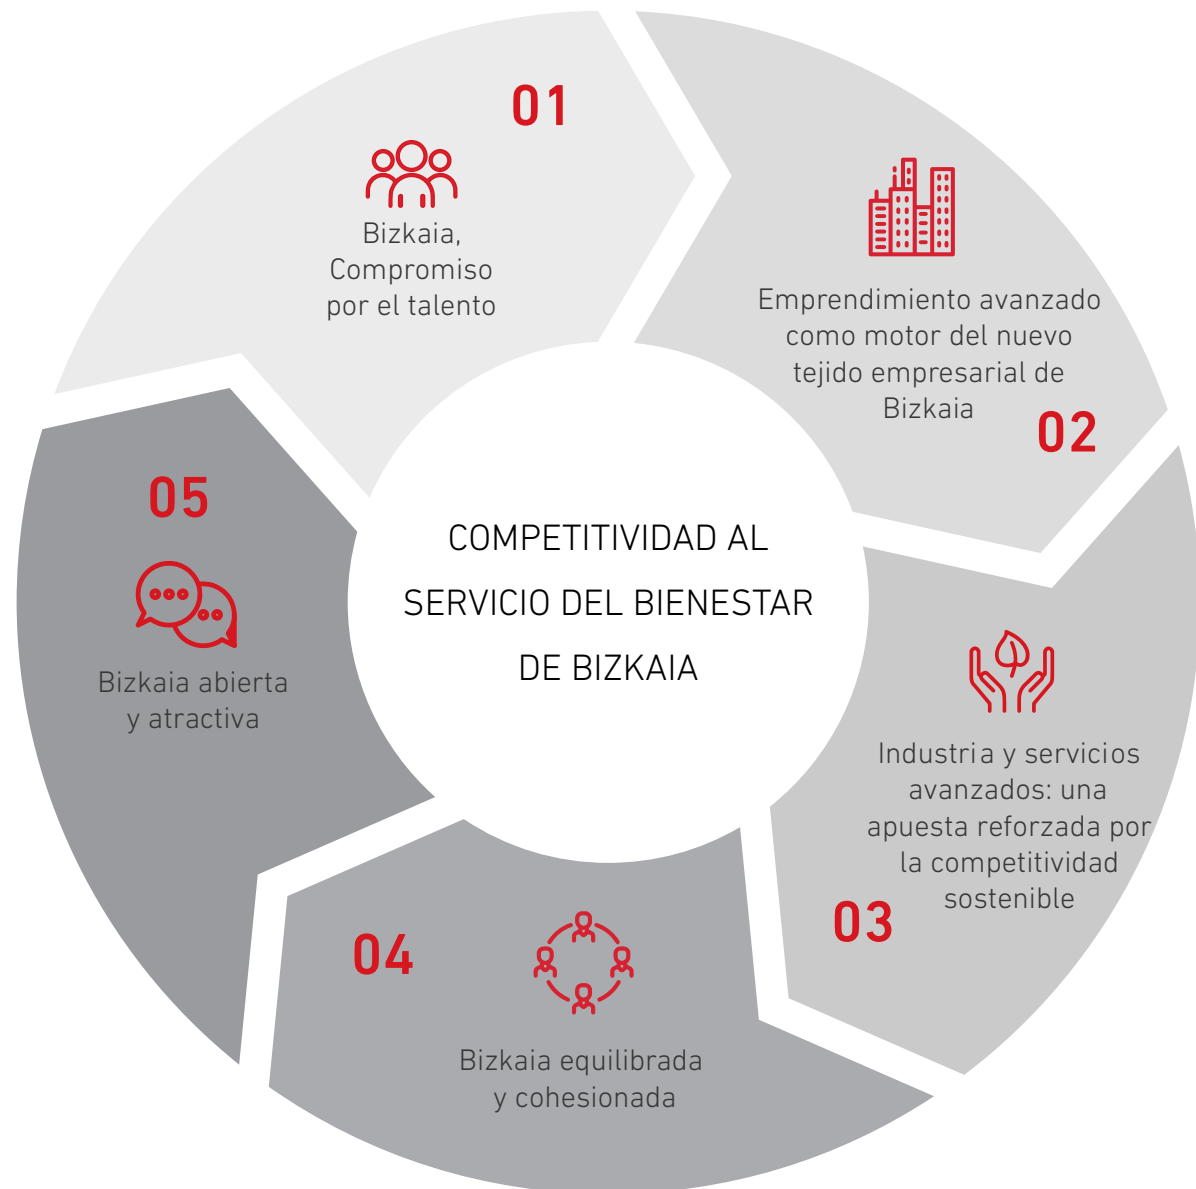 01
Bizkaia,
Compromiso
por el talento
Emprendimiento avanzado
como motor del nuevo
tejido empresarial de
Bizkaia
02
COMPETITIVIDAD AL
SERVICIO DEL BIENESTAR
DE BIZKAIA
Industria y servicios
avanzados: una
apuesta reforzada por
la competitividad
sostenible
03
04
Bizkaia equilibrada
y cohesionada
05
Bizkaia abierta
y atractiva